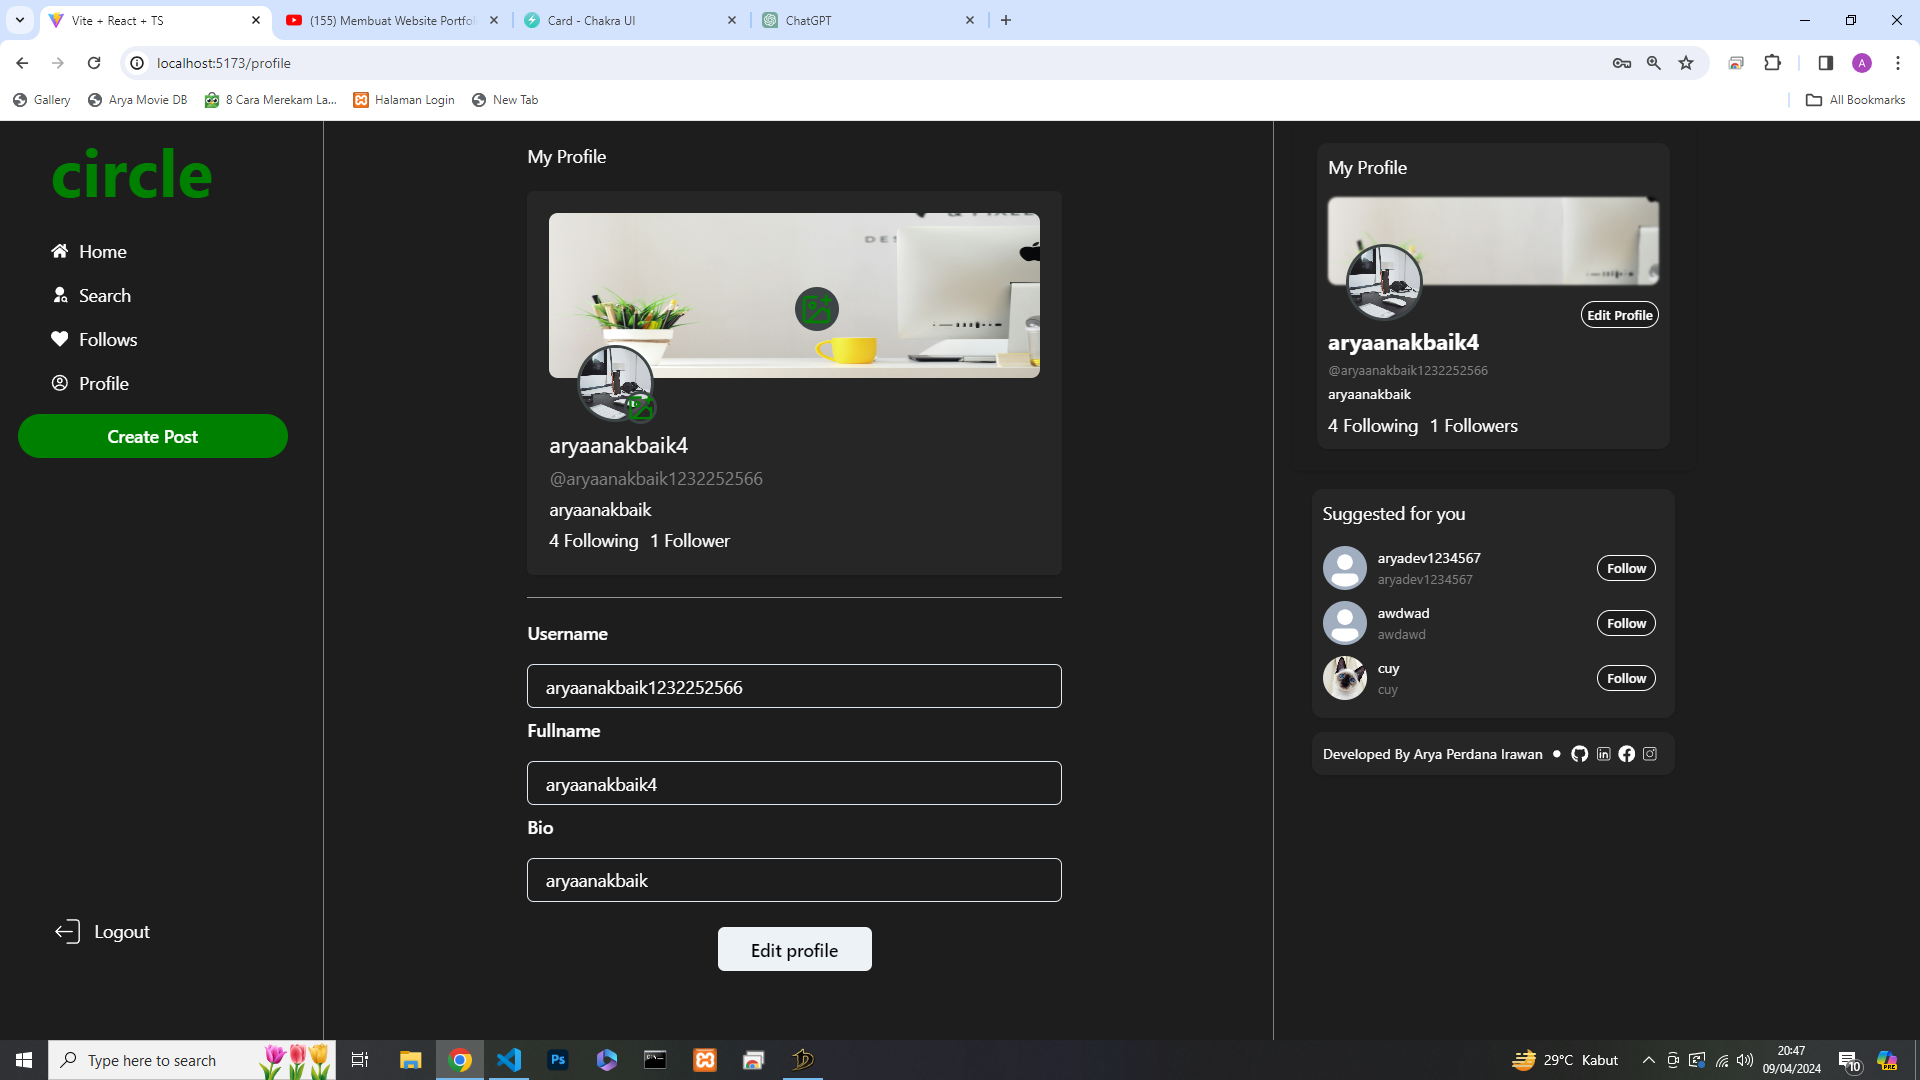 Vite + React + TS
(155) Membuat Website Portfoli
Card - Chakra UI
ChatGPT
localhost:5173/profile
A
Gallery
Arya Movie DB
8 Cara Merekam La...
Halaman Login
New Tab
All Bookmarks
circle
Home
Search
Follows
Profile
Create Post
Logout
My Profile
DES
aryaanakbaik4
@aryaanakbaik1232252566
aryaanakbaik
4 Following 1 Follower
Username
aryaanakbaik1232252566
Fullname
aryaanakbaik4
Bio
aryaanakbaik
Edit profile
My Profile
Edit Profile
aryaanakbaik4
@aryaanakbaik1232252566
aryaanakbaik
4 Following 1 Followers
Suggested for you
aryadev1234567
aryadev1234567
Follow
awdwad
awdawd
Follow
cuy
cuy
Follow
Developed By Arya Perdana Irawan
Type here to search
Ps
29°C Kabut
20:47
09/04/2024
10
PRE